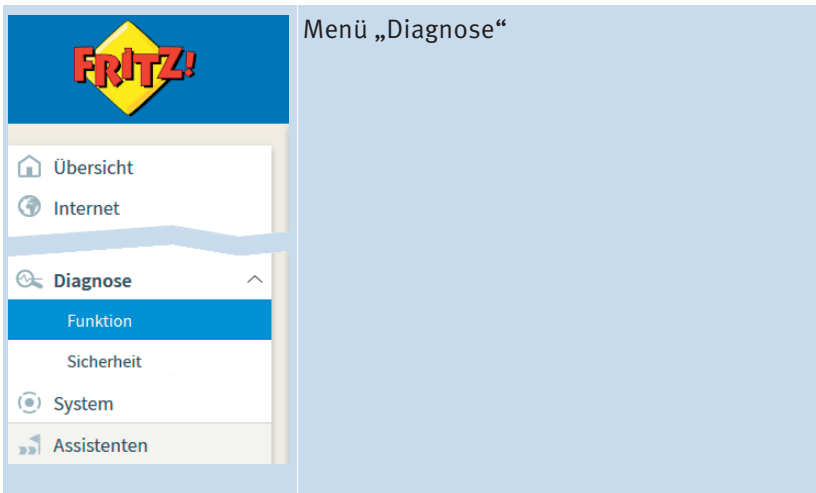 Menü „Diagnose“
FRITZ!
Übersicht
Internet
Diagnose
Funktion
Sicherheit
System
Assistenten